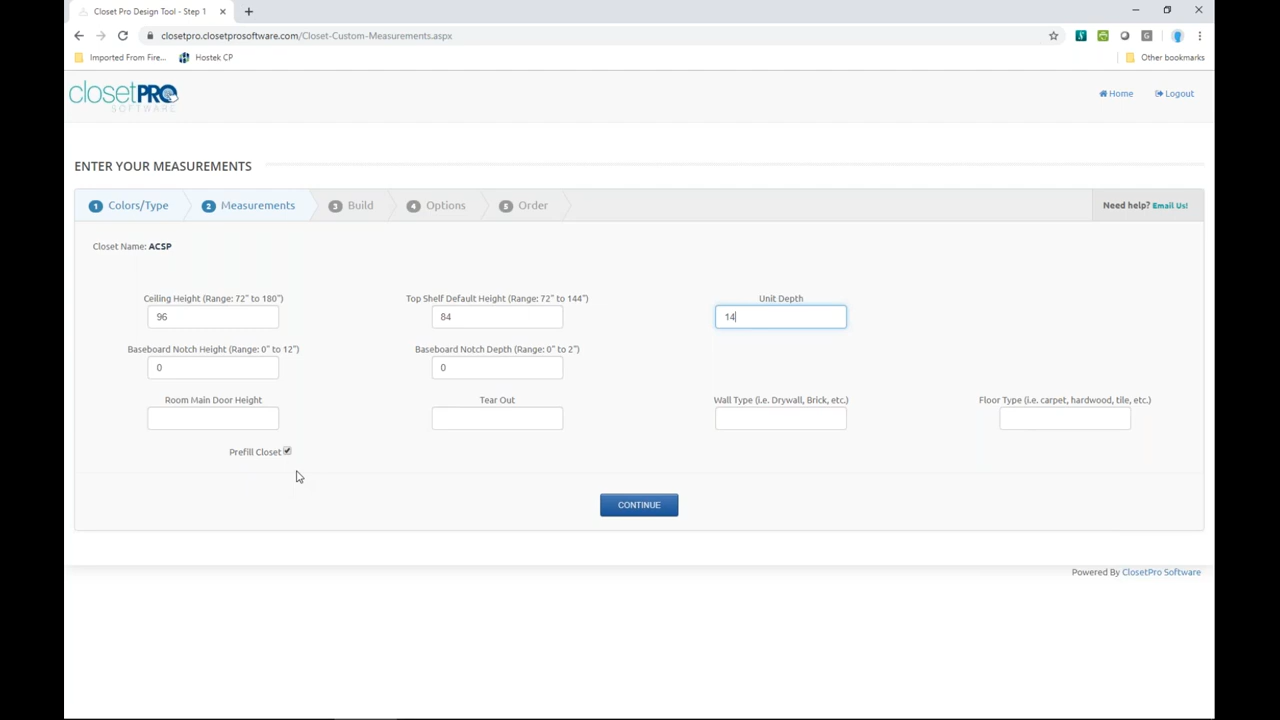 Closet Pro Design Tool - Step 1
closetpro.closetprosoftware.com/Closet-Custom-Measurements.aspx
Imported From Fire... Hostek CP Other bookmarks
closetPRO
SOFTWARE
Home Logout
ENTER YOUR MEASUREMENTS
1 Colors/Type 2 Measurements 3 Build 4 Options 5 Order Need help? Email Us!
Closet Name: ACSP
Ceiling Height (Range: 72" to 180") Top Shelf Default Height (Range: 72" to 144") Unit Depth
96 84 14
Baseboard Notch Height (Range: 0" to 12") Baseboard Notch Depth (Range: 0" to 2")
0 0
Room Main Door Height Tear Out Wall Type (i.e. Drywall, Brick, etc.) Floor Type (i.e. carpet, hardwood, tile, etc.)
Prefill Closet
CONTINUE
Powered By ClosetPro Software